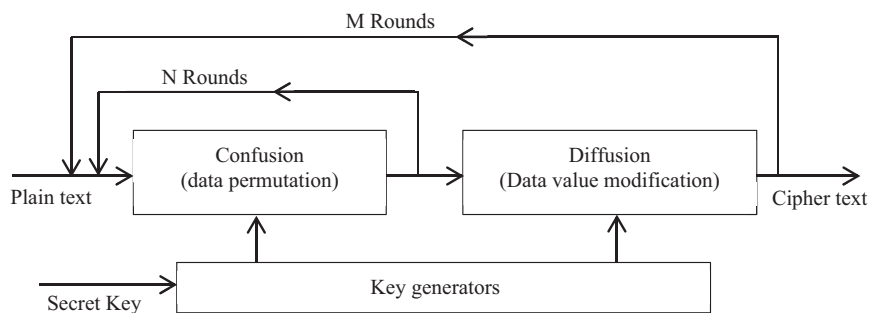 M Rounds
N Rounds
Confusion
(data permutation)
Diffusion
(Data value modification)
Plain text
Cipher text
Key generators
Secret Key